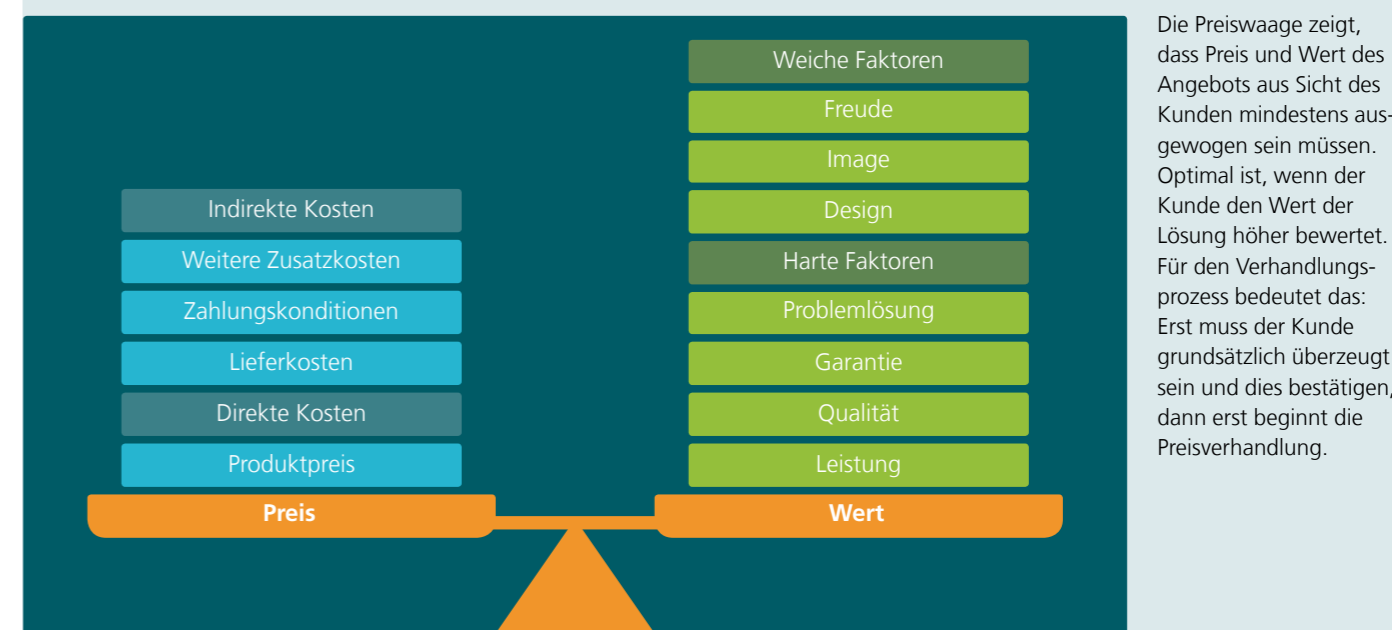 Indirekte Kosten
Weitere Zusatzkosten
Zahlungskonditionen
Lieferkosten
Direkte Kosten
Produktpreis
Preis
Weiche Faktoren
Freude
Image
Design
Harte Faktoren
Problemlösung
Garantie
Qualität
Leistung
Wert
Die Preiswaage zeigt,
dass Preis und Wert des
Angebots aus Sicht des
Kunden mindestens aus-
gewogen sein müssen.
Optimal ist, wenn der
Kunde den Wert der
Lösung höher bewertet.
Für den Verhandlungs-
prozess bedeutet das:
Erst muss der Kunde
grundsätzlich überzeugt
sein und dies bestätigen,
dann erst beginnt die
Preisverhandlung.